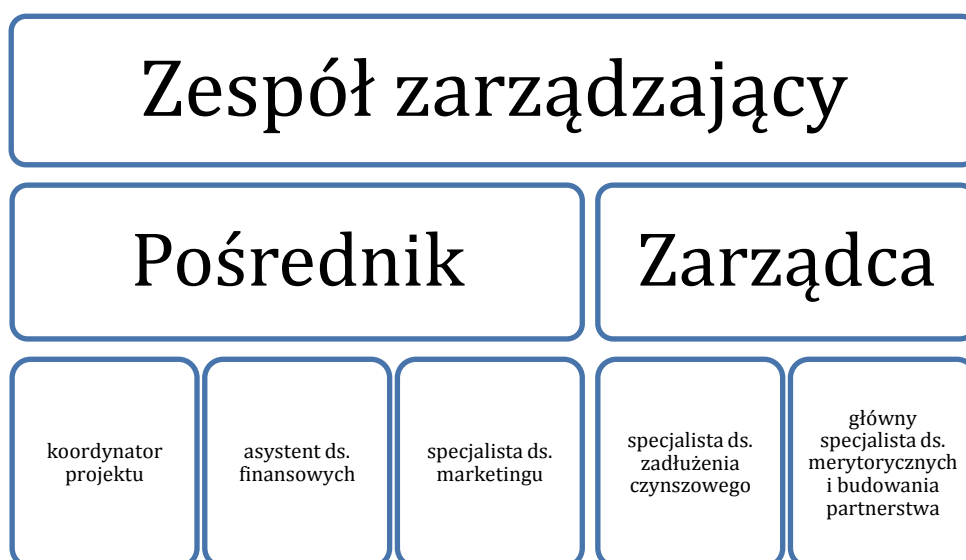 Zespół zarządzający
Pośrednik
Zarządca
koordynator
projektu
asystent ds.
finansowych
specjalista ds.
marketingu
specjalista ds.
zadłużenia
czynszowego
główny
specjalista ds.
merytorycznych
i budowania
partnerstwa